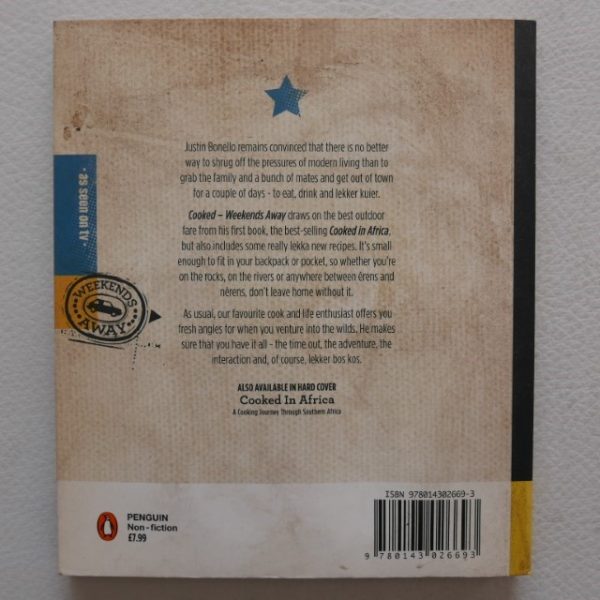 Justin Bonello remains convinced that there is no better
way to shrug off the pressures of modern living than to
grab the family and a bunch of mates and get out of town
for a couple of days - to eat, drink and lekker kuier.
Cooked – Weekends Away draws on the best outdoor
fare from his first book, the best-selling Cooked in Africa,
but also includes some really lekka new recipes. It's small
enough to fit in your backpack or pocket, so whether you're
on the rocks, on the rivers or anywhere between êrens and
nêrens, don't leave home without it.
As usual, our favourite cook and life enthusiast offers you
fresh angles for when you venture into the wilds. He makes
sure that you have it all - the time out, the adventure, the
interaction and, of course, lekker bos kos.
ALSO AVAILABLE IN HARD COVER
Cooked In Africa
A Cooking Journey Through Southern Africa
• as seen on tv •
WEEKENDS
AWAY
PENGUIN
Non-fiction
£7.99
ISBN 978014302669-3
9 780143 026693